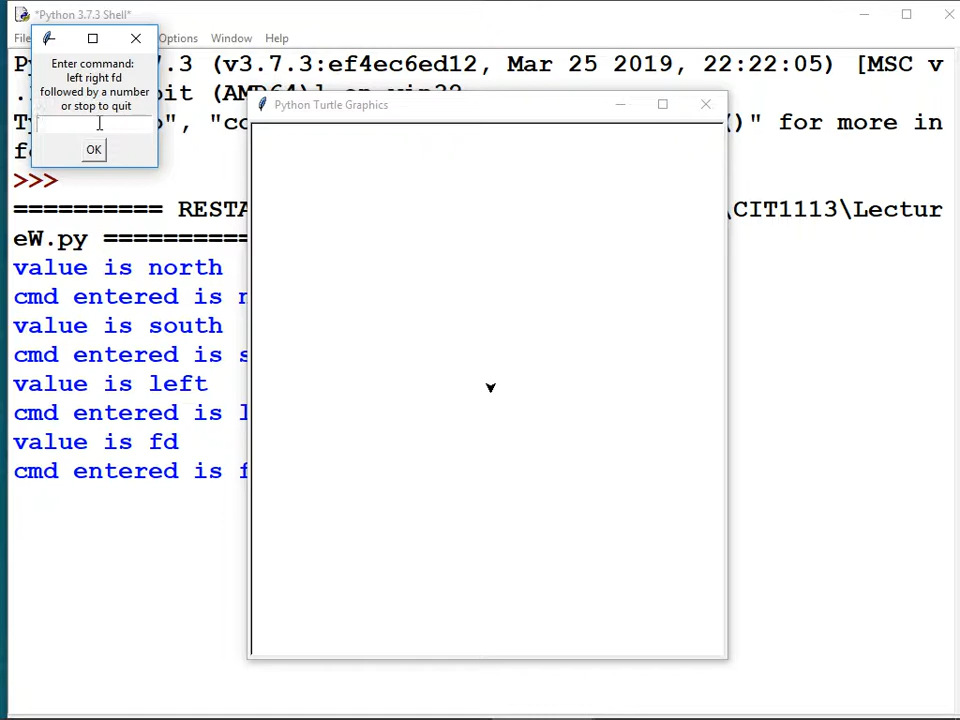 *Python 3.7.3 Shell*
Options Window Help
Enter command:
left right fd
followed by a number
or stop to quit
OK
Python Turtle Graphics
.3 (v3.7.3:ef4ec6ed12, Mar 25 2019, 22:22:05) [MSC v
for more in
>>>
========== \CIT1113\Lectur
eW.py ==========
value is north
cmd entered is
value is south
cmd entered is
value is left
cmd entered is
value is fd
cmd entered is